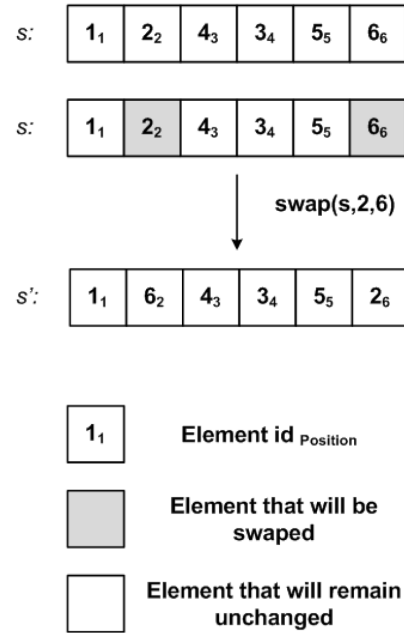 s: 1₁ 2₂ 4₃ 3₄ 5₅ 6₆
s: 1₁ 2₂ 4₃ 3₄ 5₅ 6₆
swap(s,2,6)
s': 1₁ 6₂ 4₃ 3₄ 5₅ 2₆
1₁ Element id Position
Element that will be
swaped
Element that will remain
unchanged